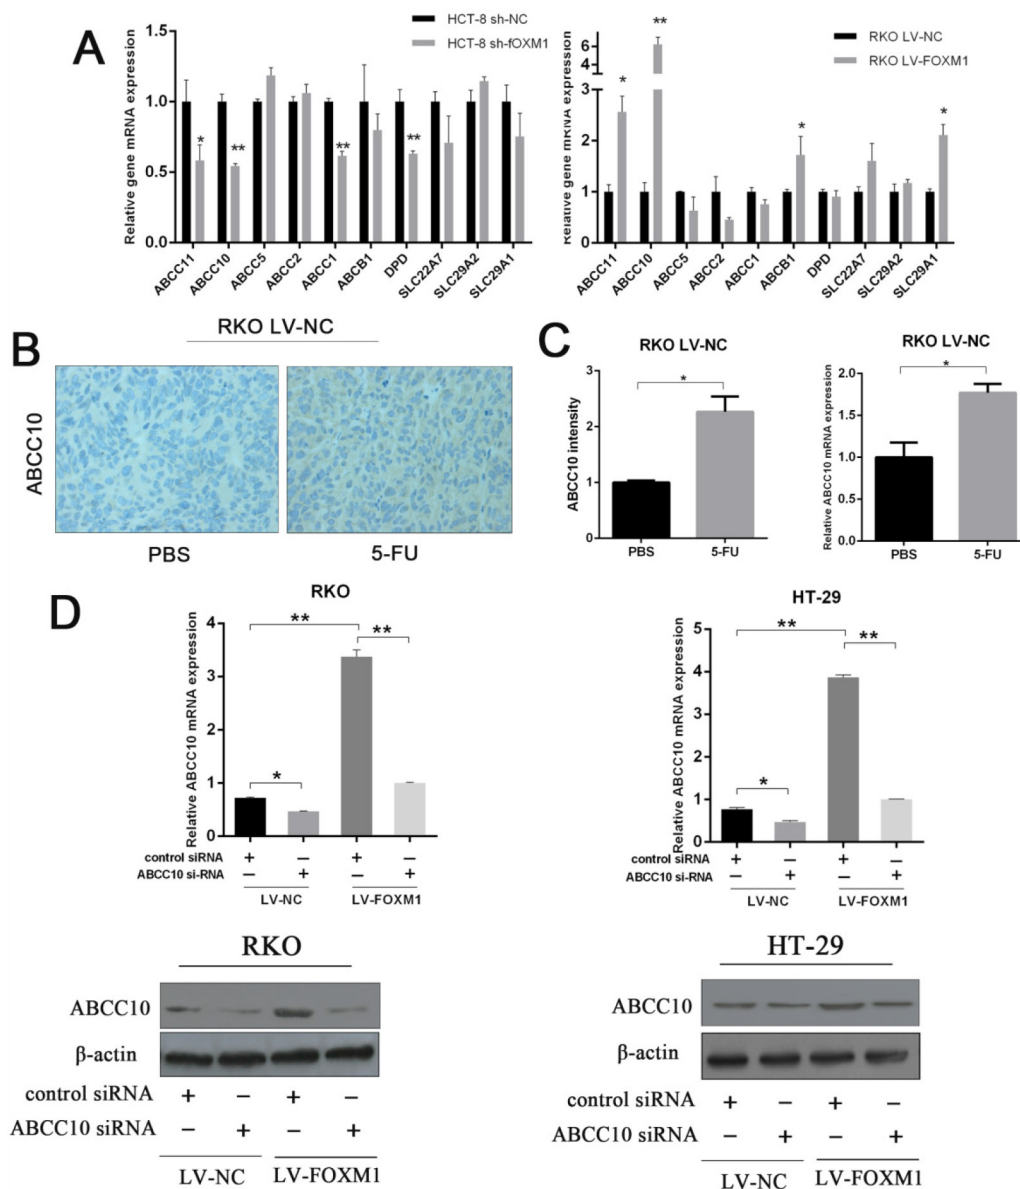 A
HCT-8 sh-NC
HCT-8 sh-fOXM1
Relative gene mRNA expression
1.5
1.0
0.5
0.0
* ** ** **
ABCC11 ABCC10 ABCC5 ABCC2 ABCC1 ABCB1 DPD SLC22A7 SLC29A2 SLC29A1
RKO LV-NC
RKO LV-FOXM1
Relative gene mRNA expression
6
4
2
3
2
1
0
* ** * *
ABCC11 ABCC10 ABCC5 ABCC2 ABCC1 ABCB1 DPD SLC22A7 SLC29A2 SLC29A1
B
RKO LV-NC
ABCC10
PBS 5-FU
C
RKO LV-NC
ABCC10 intensity
3
2
1
0
*
PBS 5-FU
RKO LV-NC
Relative ABCC10 mRNA expression
2.0
1.5
1.0
0.5
0.0
*
PBS 5-FU
D
RKO
Relative ABCC10 mRNA expression
4
3
2
1
0
** ** *
control siRNA + – + –
ABCC10 si-RNA – + – +
LV-NC LV-FOXM1
HT-29
Relative ABCC10 mRNA expression
5
4
3
2
1
0
** ** *
control siRNA + – + –
ABCC10 si-RNA – + – +
LV-NC LV-FOXM1
RKO
ABCC10
β-actin
control siRNA + – + –
ABCC10 siRNA – + – +
LV-NC LV-FOXM1
HT-29
ABCC10
β-actin
control siRNA + – + –
ABCC10 siRNA – + – +
LV-NC LV-FOXM1